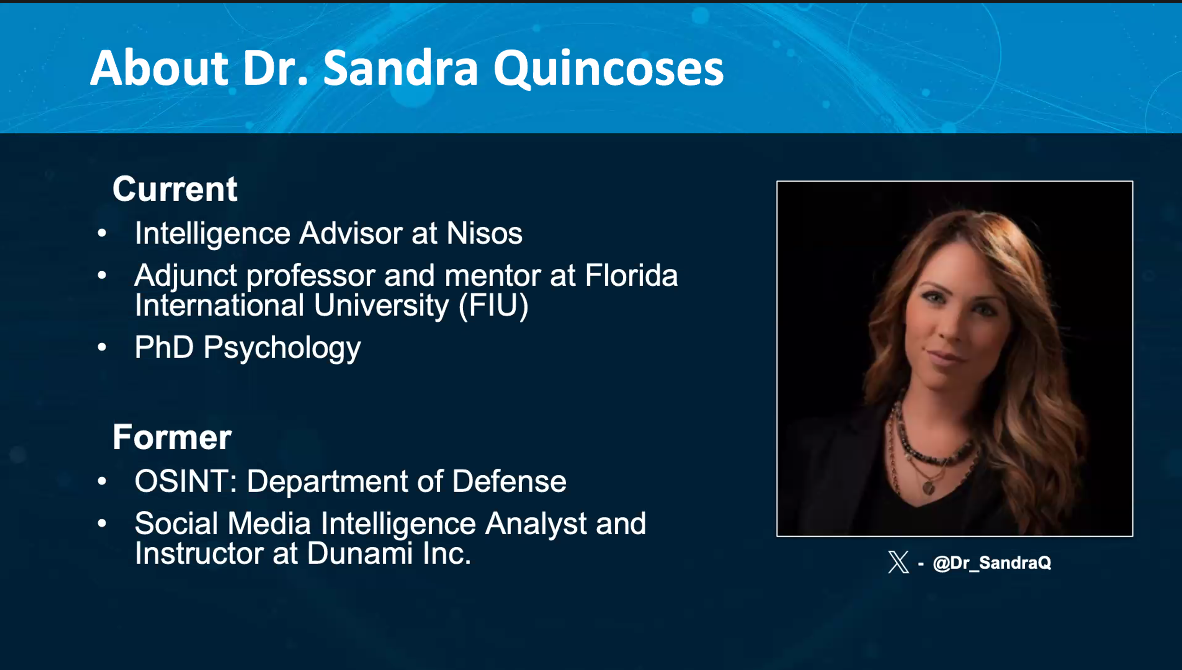 About Dr. Sandra Quincoses
Current
• Intelligence Advisor at Nisos
• Adjunct professor and mentor at Florida
International University (FIU)
• PhD Psychology
Former
• OSINT: Department of Defense
• Social Media Intelligence Analyst and
Instructor at Dunami Inc.
𝕏 - @Dr_SandraQ